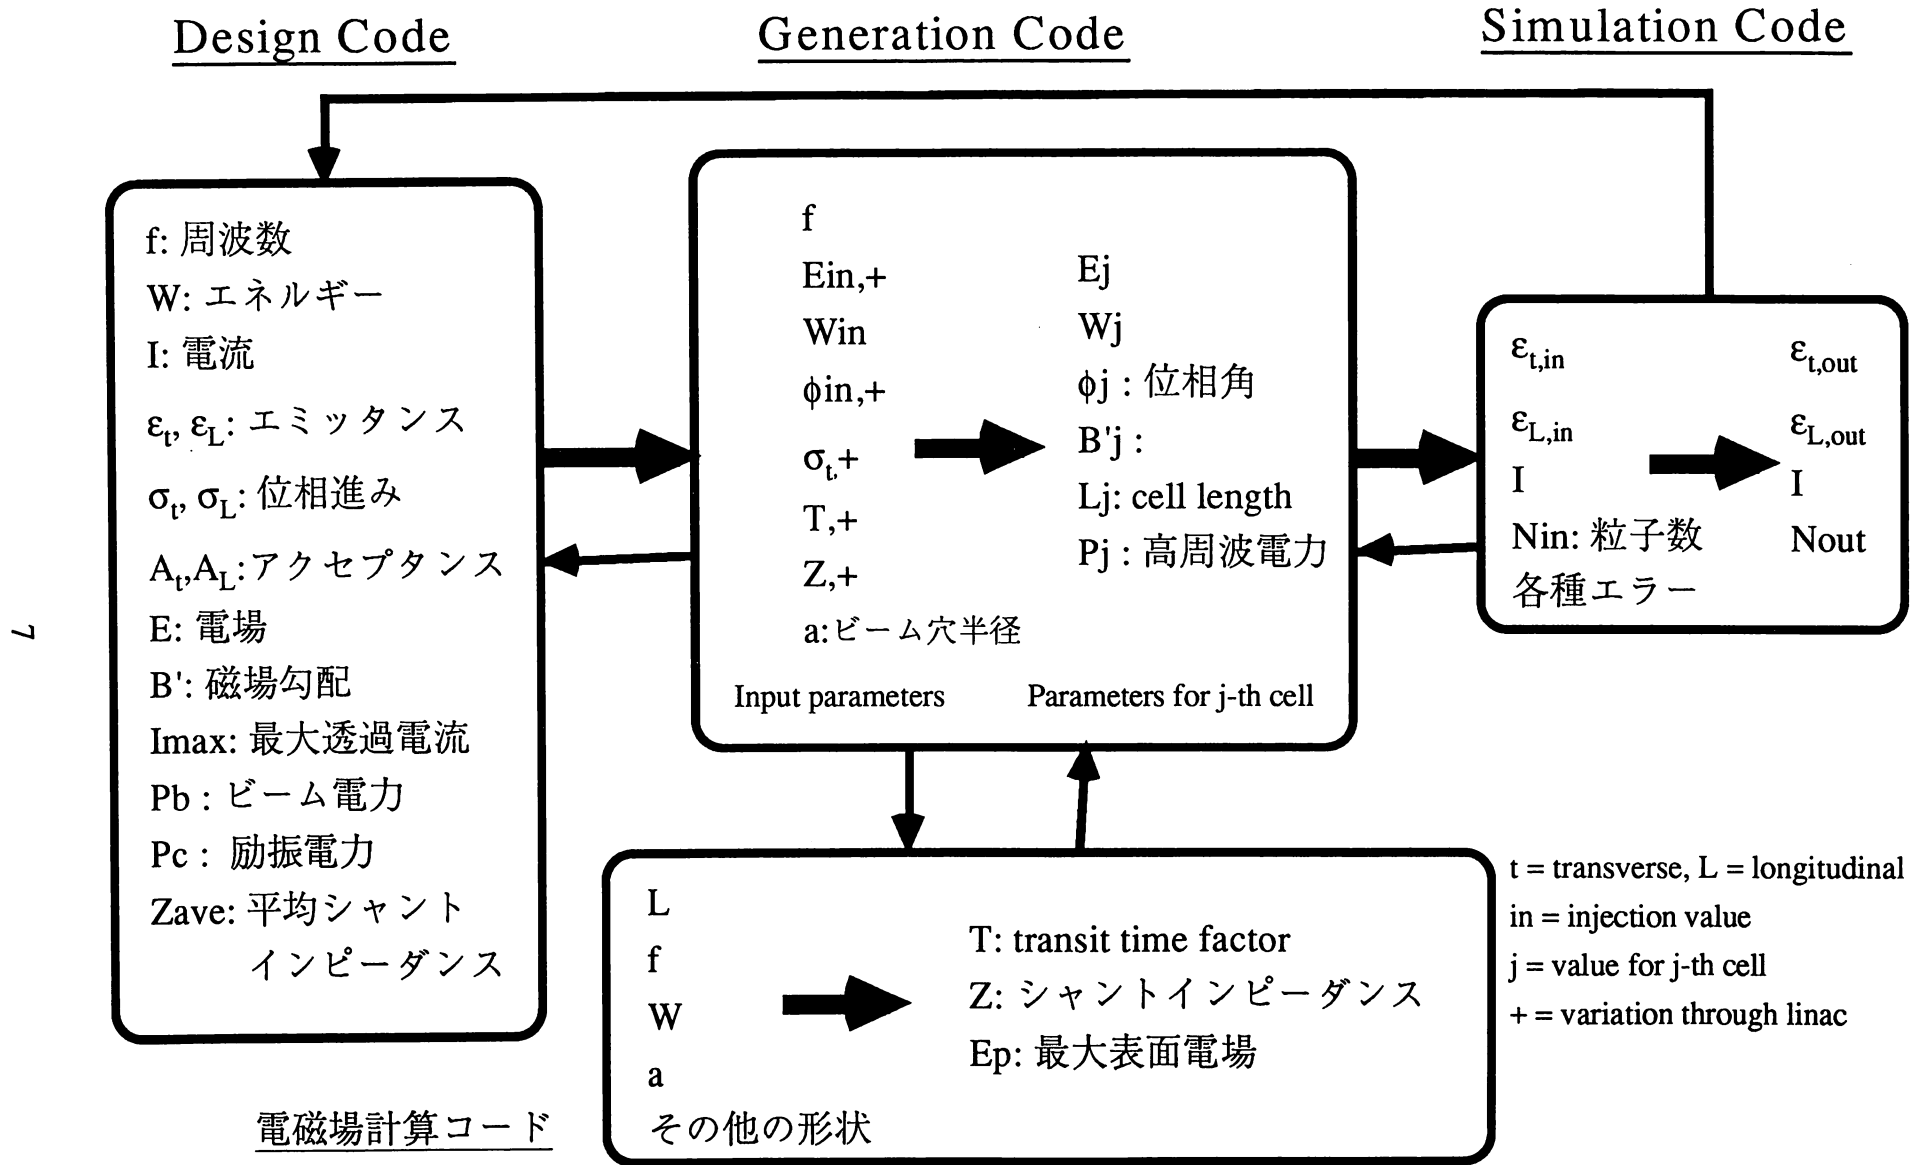 Design Code
Generation Code
Simulation Code
f: 周波数
W: エネルギー
I: 電流
εt, εL: エミッタンス
σt, σL: 位相進み
At,AL:アクセプタンス
E: 電場
B': 磁場勾配
Imax: 最大透過電流
Pb : ビーム電力
Pc : 励振電力
Zave: 平均シャント
インピーダンス
f
Ein,+
Win
ϕin,+
σt,+
T,+
Z,+
a:ビーム穴半径
Input parameters
Ej
Wj
ϕj : 位相角
B'j :
Lj: cell length
Pj : 高周波電力
Parameters for j-th cell
εt,in
εL,in
I
Nin: 粒子数
各種エラー
εt,out
εL,out
I
Nout
L
f
W
a
その他の形状
T: transit time factor
Z: シャントインピーダンス
Ep: 最大表面電場
電磁場計算コード
t = transverse, L = longitudinal
in = injection value
j = value for j-th cell
+ = variation through linac
7